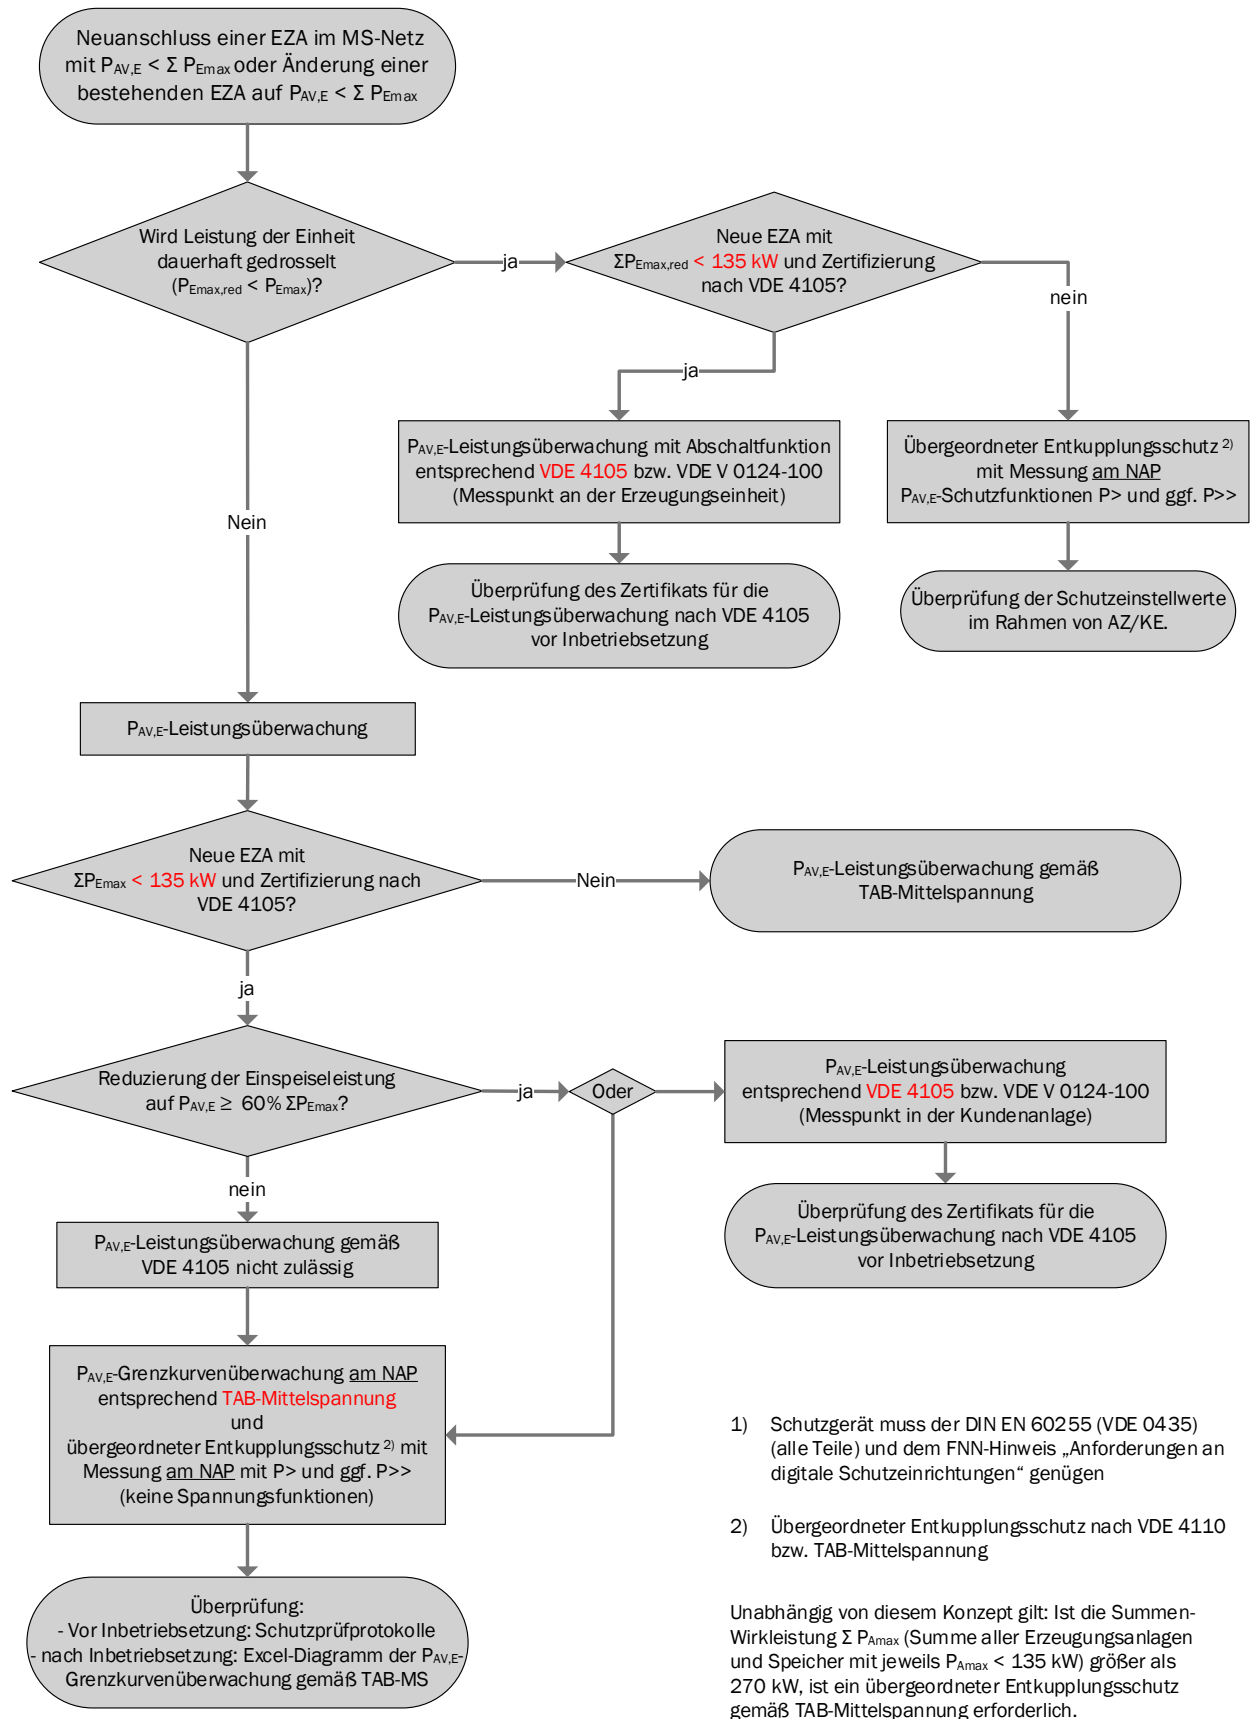 Neuanschluss einer EZA im MS-Netz
mit PAV,E < Σ PEmax oder Änderung einer
bestehenden EZA auf PAV,E < Σ PEmax
Wird Leistung der Einheit
dauerhaft gedrosselt
(PEmax,red < PEmax)?
ja
Neue EZA mit
ΣPEmax,red < 135 kW und Zertifizierung
nach VDE 4105?
nein
ja
PAV,E-Leistungsüberwachung mit Abschaltfunktion
entsprechend VDE 4105 bzw. VDE V 0124-100
(Messpunkt an der Erzeugungseinheit)
Übergeordneter Entkupplungsschutz 2)
mit Messung am NAP
PAV,E-Schutzfunktionen P> und ggf. P>>
Nein
Überprüfung des Zertifikats für die
PAV,E-Leistungsüberwachung nach VDE 4105
vor Inbetriebsetzung
Überprüfung der Schutzeinstellwerte
im Rahmen von AZ/KE.
PAV,E-Leistungsüberwachung
Neue EZA mit
ΣPEmax < 135 kW und Zertifizierung nach
VDE 4105?
Nein
PAV,E-Leistungsüberwachung gemäß
TAB-Mittelspannung
ja
Reduzierung der Einspeiseleistung
auf PAV,E ≥ 60% ΣPEmax?
ja
Oder
PAV,E-Leistungsüberwachung
entsprechend VDE 4105 bzw. VDE V 0124-100
(Messpunkt in der Kundenanlage)
nein
Überprüfung des Zertifikats für die
PAV,E-Leistungsüberwachung nach VDE 4105
vor Inbetriebsetzung
PAV,E-Leistungsüberwachung gemäß
VDE 4105 nicht zulässig
PAV,E-Grenzkurvenüberwachung am NAP
entsprechend TAB-Mittelspannung
und
übergeordneter Entkupplungsschutz 2) mit
Messung am NAP mit P> und ggf. P>>
(keine Spannungsfunktionen)
Überprüfung:
- Vor Inbetriebsetzung: Schutzprüfprotokolle
- nach Inbetriebsetzung: Excel-Diagramm der PAV,E-
Grenzkurvenüberwachung gemäß TAB-MS
1) Schutzgerät muss der DIN EN 60255 (VDE 0435)
(alle Teile) und dem FNN-Hinweis „Anforderungen an
digitale Schutzeinrichtungen“ genügen
2) Übergeordneter Entkupplungsschutz nach VDE 4110
bzw. TAB-Mittelspannung
Unabhängig von diesem Konzept gilt: Ist die Summen-
Wirkleistung Σ PAmax (Summe aller Erzeugungsanlagen
und Speicher mit jeweils PAmax < 135 kW) größer als
270 kW, ist ein übergeordneter Entkupplungsschutz
gemäß TAB-Mittelspannung erforderlich.